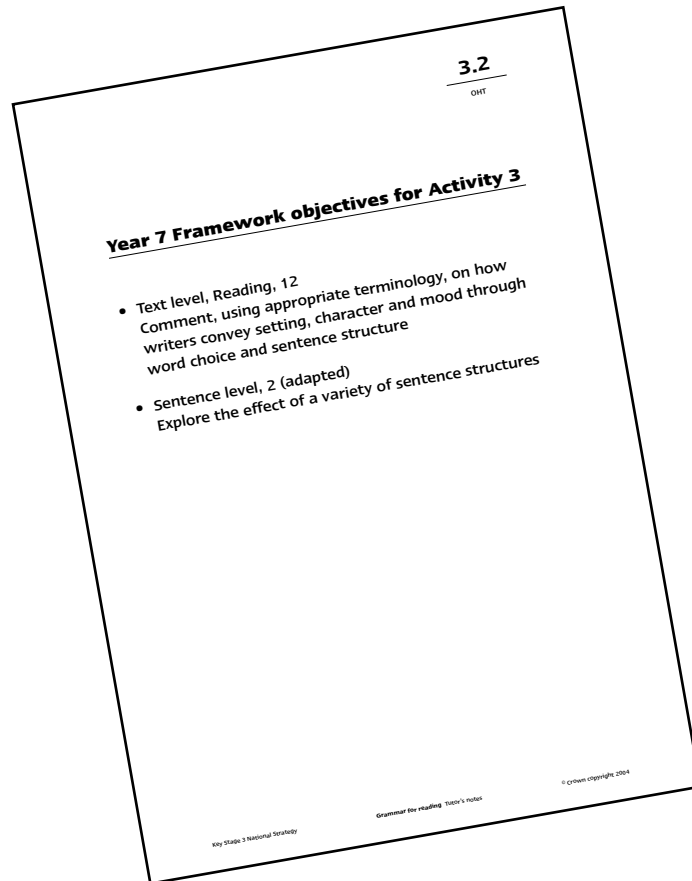 3.2
OHT
Year 7 Framework objectives for Activity 3
• Text level, Reading, 12
Comment, using appropriate terminology, on how
writers convey setting, character and mood through
word choice and sentence structure
• Sentence level, 2 (adapted)
Explore the effect of a variety of sentence structures
Key Stage 3 National Strategy
Grammar for reading Tutor's notes
© Crown copyright 2004